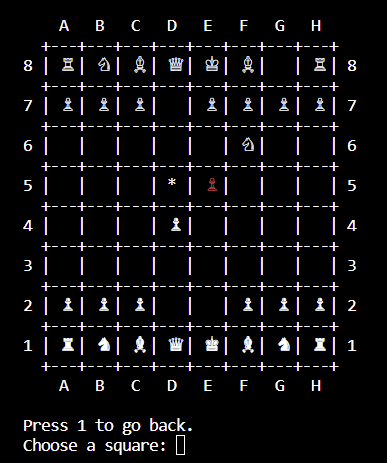 A B C D E F G H
+---+---+---+---+---+---+---+---+
8 | ♖ | ♘ | ♗ | ♕ | ♔ | ♗ |   | ♖ | 8
+---+---+---+---+---+---+---+---+
7 | ♙ | ♙ | ♙ |   | ♙ | ♙ | ♙ | ♙ | 7
+---+---+---+---+---+---+---+---+
6 |   |   |   |   |   | ♘ |   |   | 6
+---+---+---+---+---+---+---+---+
5 |   |   |   | * | ♙ |   |   |   | 5
+---+---+---+---+---+---+---+---+
4 |   |   |   | ♟ |   |   |   |   | 4
+---+---+---+---+---+---+---+---+
3 |   |   |   |   |   |   |   |   | 3
+---+---+---+---+---+---+---+---+
2 | ♟ | ♟ | ♟ |   |   | ♟ | ♟ | ♟ | 2
+---+---+---+---+---+---+---+---+
1 | ♜ | ♞ | ♝ | ♛ | ♚ | ♝ | ♞ | ♜ | 1
+---+---+---+---+---+---+---+---+
A B C D E F G H
Press 1 to go back.
Choose a square: